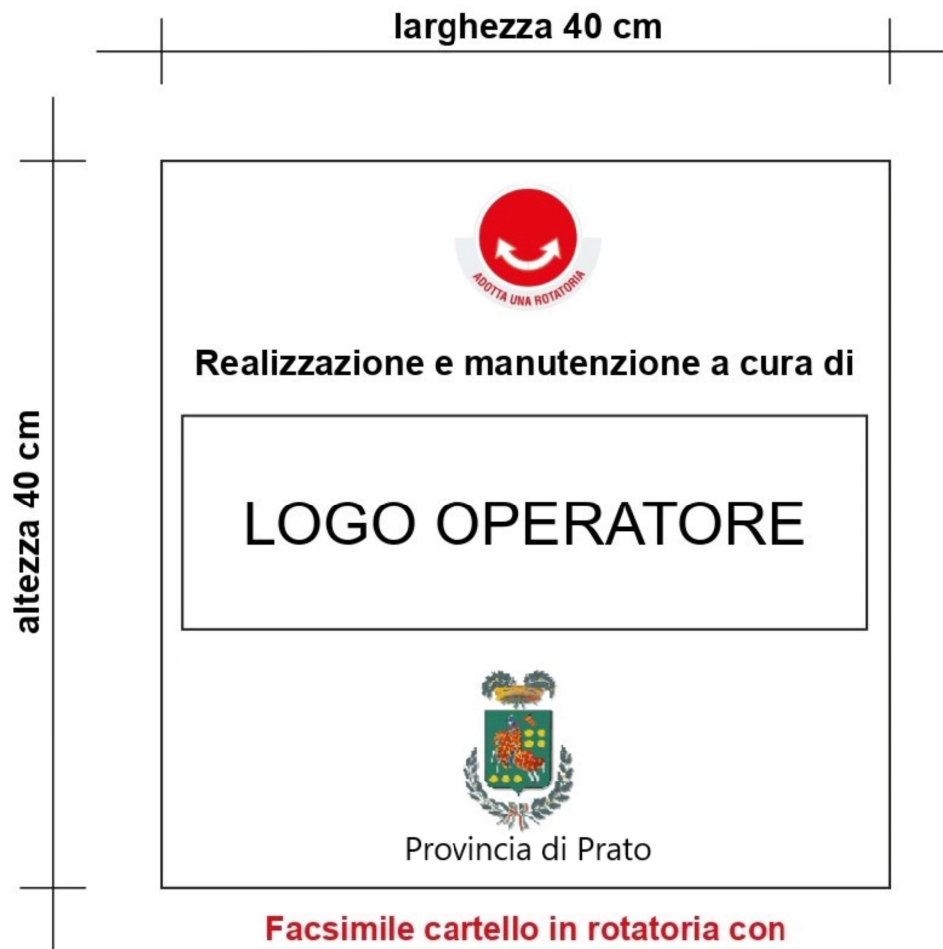 larghezza 40 cm
altezza 40 cm
ADOTTA UNA ROTATORIA
Realizzazione e manutenzione a cura di
LOGO OPERATORE
Provincia di Prato
Facsimile cartello in rotatoria con